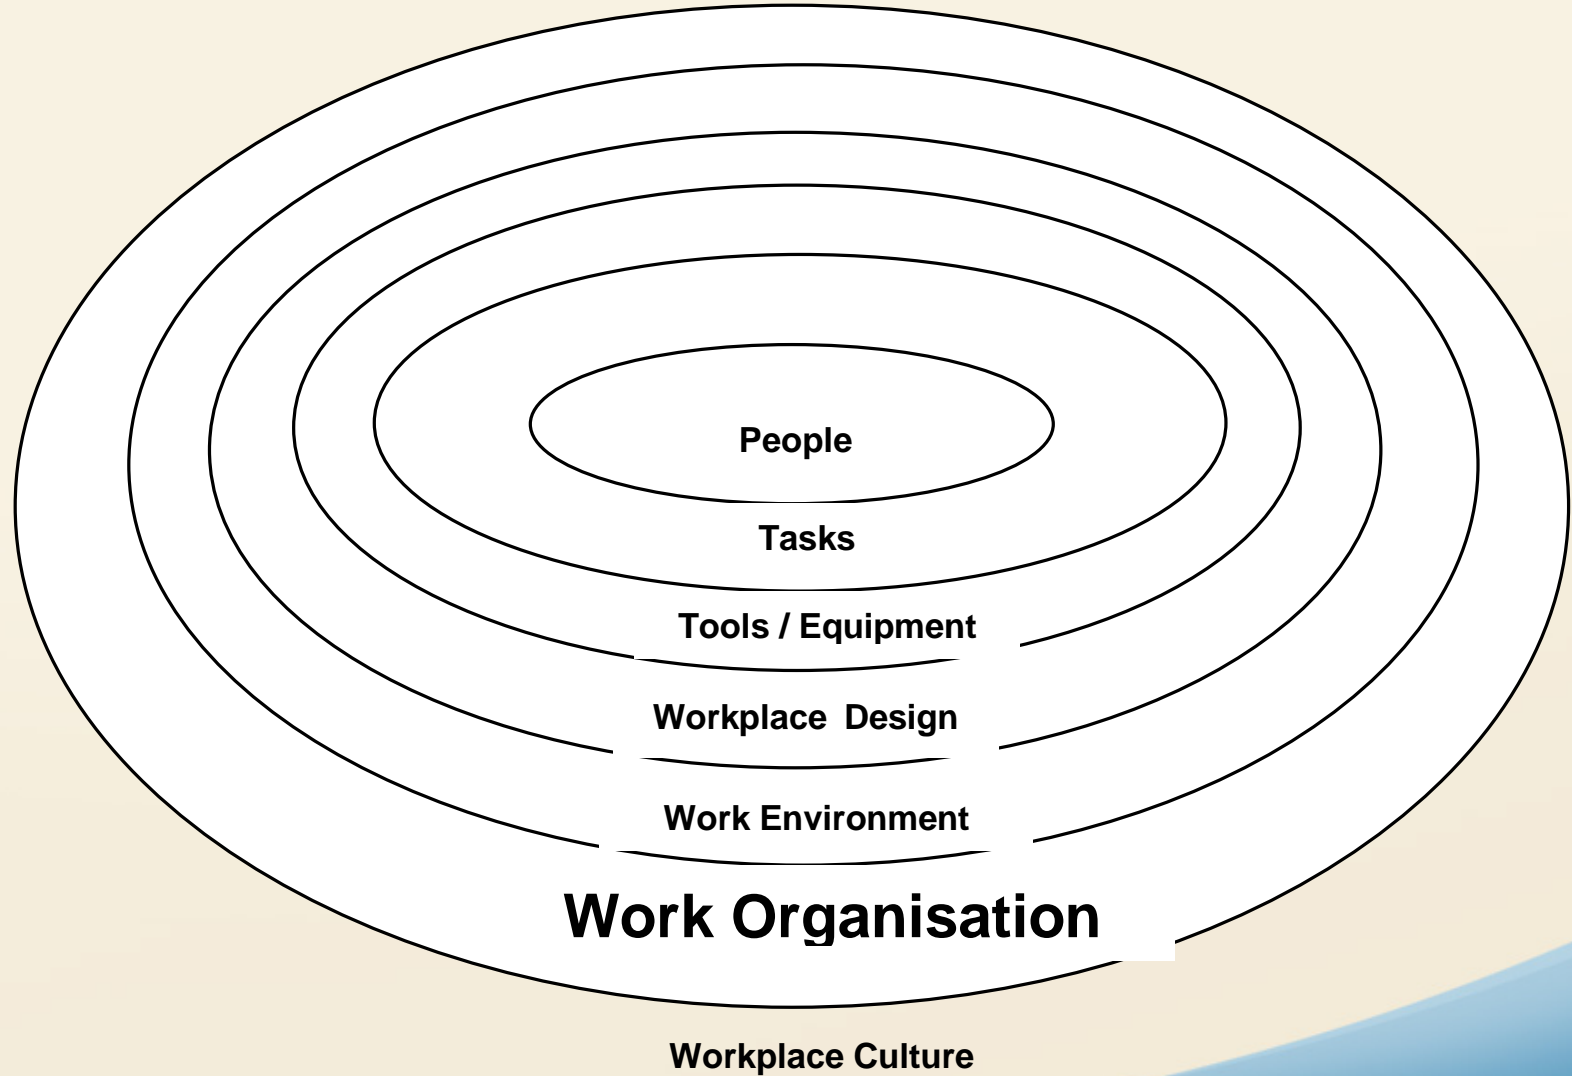 People
Tasks
Tools / Equipment
Workplace Design
Work Environment
Work Organisation
Workplace Culture